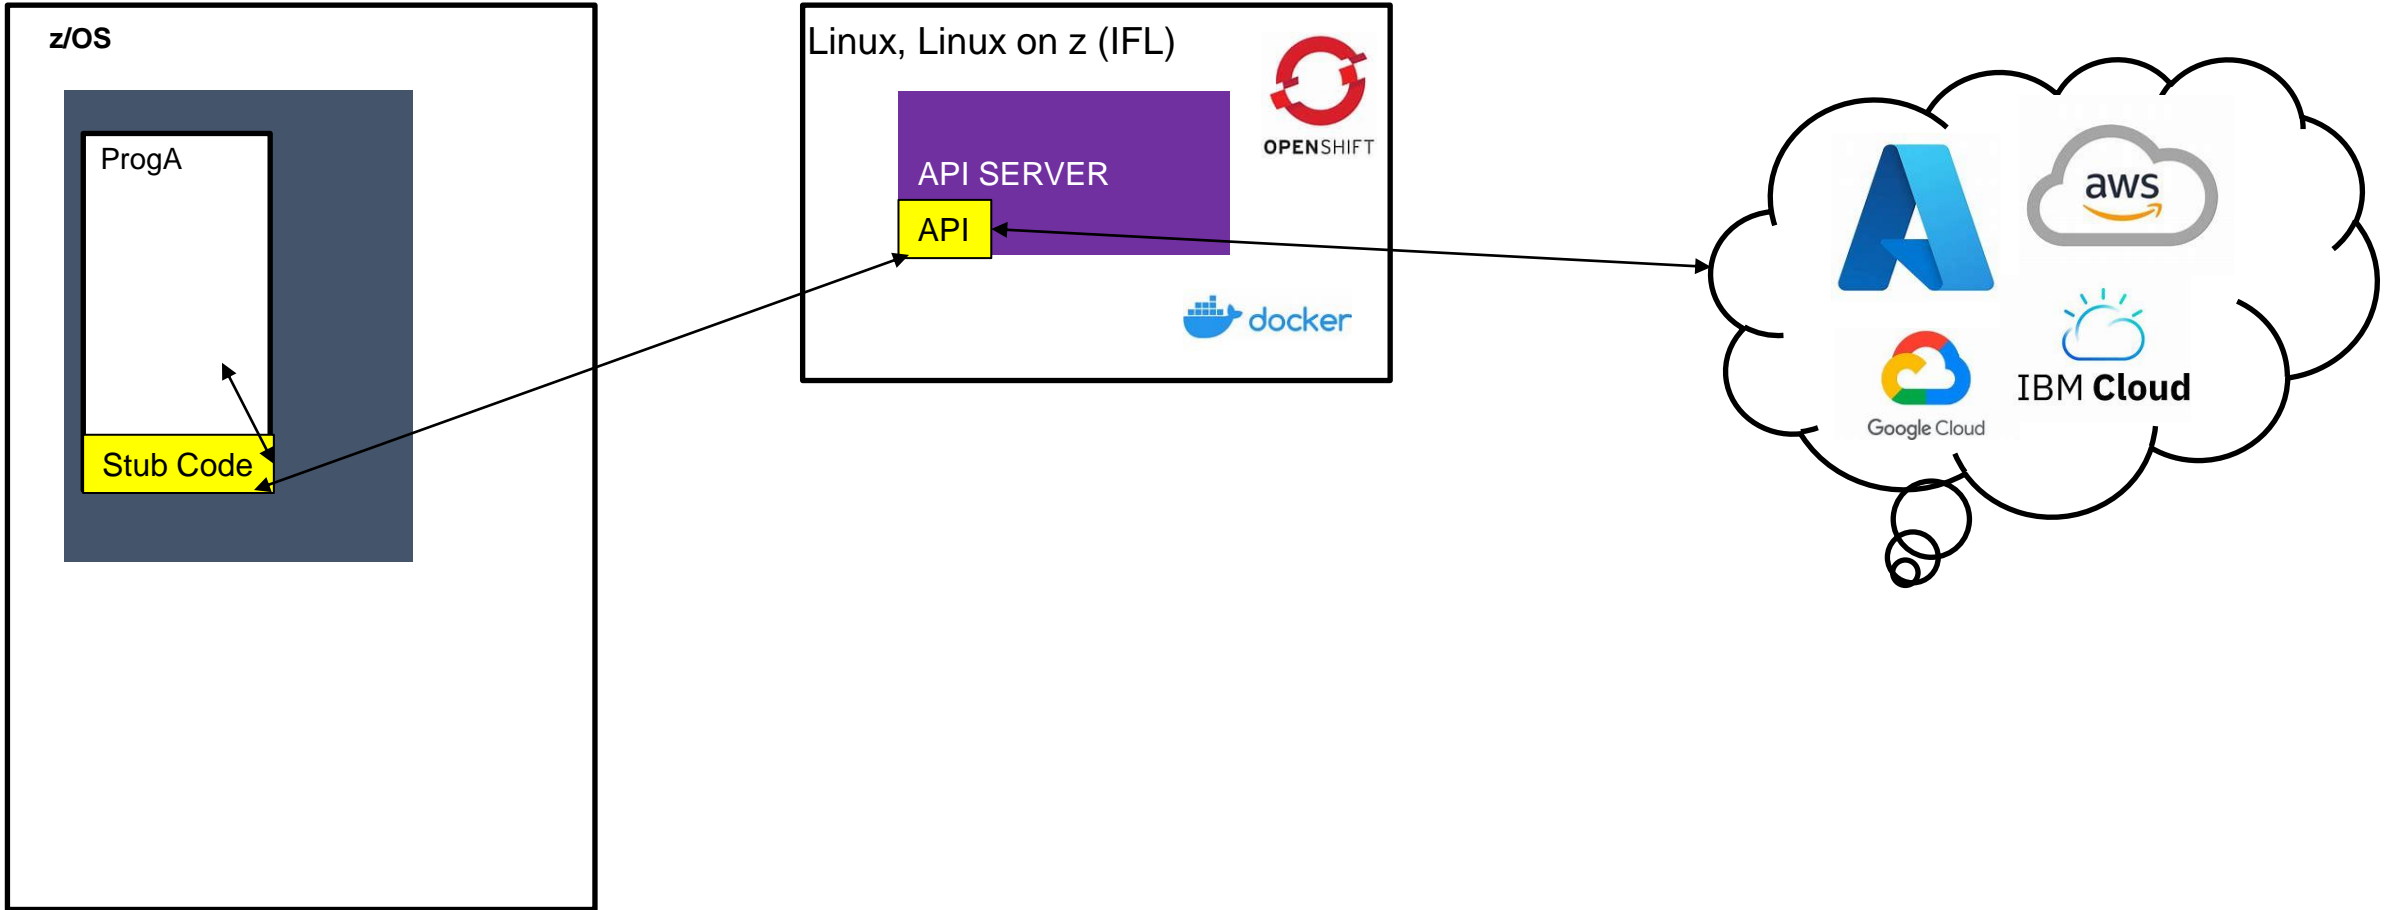 z/OS
ProgA
Stub Code
Linux, Linux on z (IFL)
OPENSHIFT
API SERVER
API
docker
aws
Google Cloud
IBM Cloud